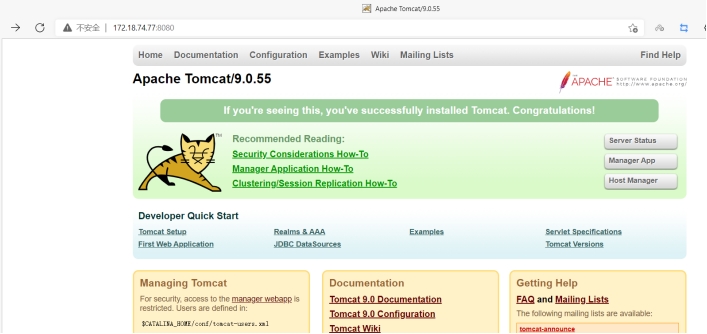 Apache Tomcat/9.0.55
不安全 | 172.18.74.77:8080
Home Documentation Configuration Examples Wiki Mailing Lists Find Help
Apache Tomcat/9.0.55
APACHE SOFTWARE FOUNDATION
http://www.apache.org/
If you're seeing this, you've successfully installed Tomcat. Congratulations!
TM
Recommended Reading:
Security Considerations How-To
Manager Application How-To
Clustering/Session Replication How-To
Server Status
Manager App
Host Manager
Developer Quick Start
Tomcat Setup Realms & AAA Examples Servlet Specifications
First Web Application JDBC DataSources Tomcat Versions
Managing Tomcat
For security, access to the manager webapp is
restricted. Users are defined in:
$CATALINA_HOME/conf/tomcat-users.xml
Documentation
Tomcat 9.0 Documentation
Tomcat 9.0 Configuration
Tomcat Wiki
Getting Help
FAQ and Mailing Lists
The following mailing lists are available:
tomcat-announce